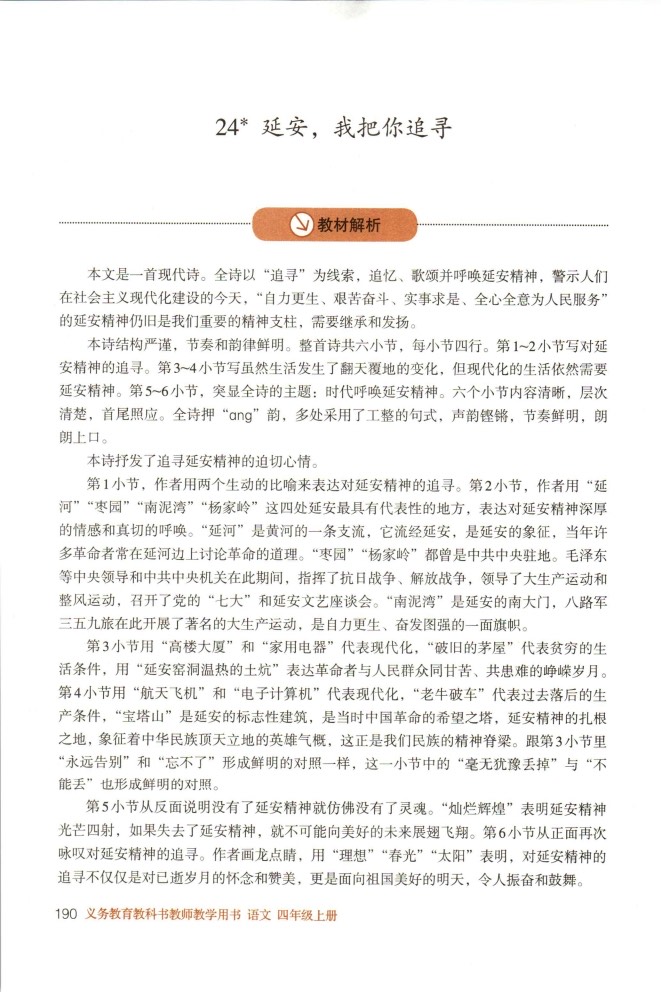 24* 延安，我把你追寻
教材解析
本文是一首现代诗。全诗以“追寻”为线索，追忆、歌颂并呼唤延安精神，警示人们
在社会主义现代化建设的今天，“自力更生、艰苦奋斗、实事求是、全心全意为人民服务”
的延安精神仍旧是我们重要的精神支柱，需要继承和发扬。
本诗结构严谨，节奏和韵律鲜明。整首诗共六小节，每小节四行。第1~2小节写对延
安精神的追寻。第3~4小节写虽然生活发生了翻天覆地的变化，但现代化的生活依然需要
延安精神。第5~6小节，突显全诗的主题：时代呼唤延安精神。六个小节内容清晰，层次
清楚，首尾照应。全诗押“ang”韵，多处采用了工整的句式，声韵铿锵，节奏鲜明，朗
朗上口。
本诗抒发了追寻延安精神的迫切心情。
第1小节，作者用两个生动的比喻来表达对延安精神的追寻。第2小节，作者用“延
河”“枣园”“南泥湾”“杨家岭”这四处延安最具有代表性的地方，表达对延安精神深厚
的情感和真切的呼唤。“延河”是黄河的一条支流，它流经延安，是延安的象征，当年许
多革命者常在延河边上讨论革命的道理。“枣园”“杨家岭”都曾是中共中央驻地。毛泽东
等中央领导和中共中央机关在此期间，指挥了抗日战争、解放战争，领导了大生产运动和
整风运动，召开了党的“七大”和延安文艺座谈会。“南泥湾”是延安的南大门，八路军
三五九旅在此开展了著名的大生产运动，是自力更生、奋发图强的一面旗帜。
第3小节用“高楼大厦”和“家用电器”代表现代化，“破旧的茅屋”代表贫穷的生
活条件，用“延安窑洞温热的土炕”表达革命者与人民群众同甘苦、共患难的峥嵘岁月。
第4小节用“航天飞机”和“电子计算机”代表现代化，“老牛破车”代表过去落后的生
产条件，“宝塔山”是延安的标志性建筑，是当时中国革命的希望之塔，延安精神的扎根
之地，象征着中华民族顶天立地的英雄气概，这正是我们民族的精神脊梁。跟第3小节里
“永远告别”和“忘不了”形成鲜明的对照一样，这一小节中的“毫无犹豫丢掉”与“不
能丢”也形成鲜明的对照。
第5小节从反面说明没有了延安精神就仿佛没有了灵魂。“灿烂辉煌”表明延安精神
光芒四射，如果失去了延安精神，就不可能向美好的未来展翅飞翔。第6小节从正面再次
咏叹对延安精神的追寻。作者画龙点睛，用“理想”“春光”“太阳”表明，对延安精神的
追寻不仅仅是对已逝岁月的怀念和赞美，更是面向祖国美好的明天，令人振奋和鼓舞。
190 义务教育教科书教师教学用书 语文 四年级上册